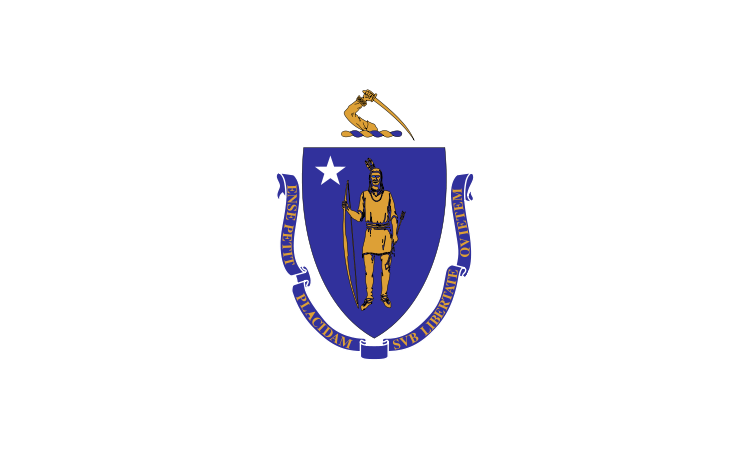 ENSE PETIT
PLACIDAM
SVB LIBERTATE
QVIETEM